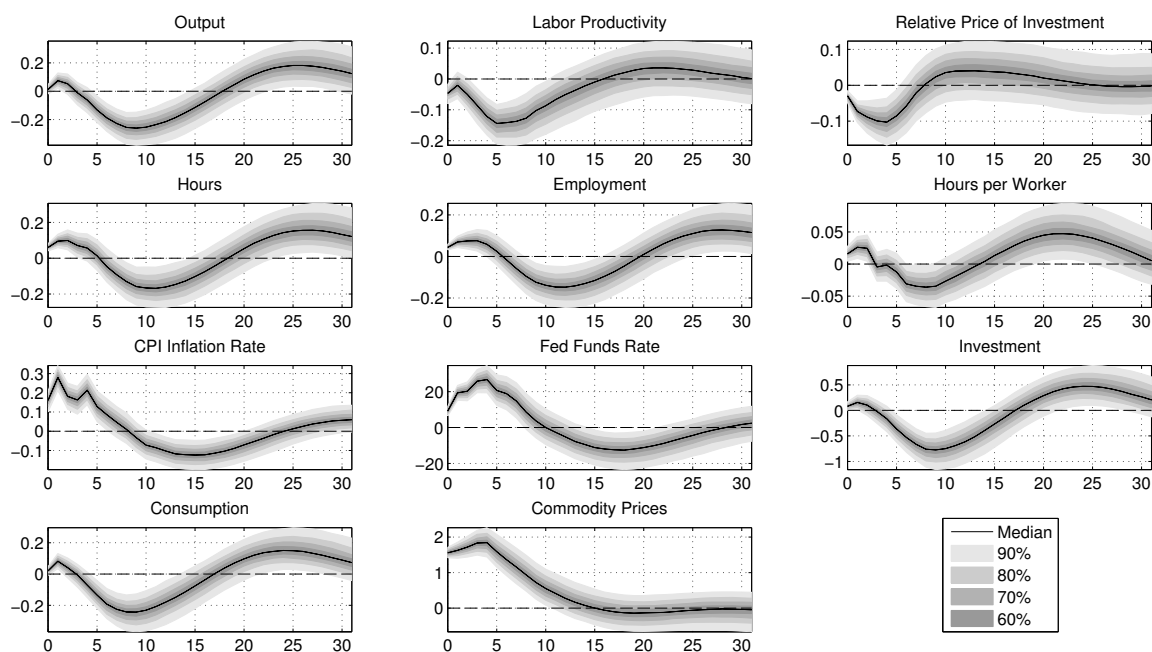 Output
0.2
0
−0.2
0 5 10 15 20 25 30
Labor Productivity
0.1
0
−0.1
−0.2
0 5 10 15 20 25 30
Relative Price of Investment
0.1
0
−0.1
0 5 10 15 20 25 30
Hours
0.2
0
−0.2
0 5 10 15 20 25 30
Employment
0.2
0
−0.2
0 5 10 15 20 25 30
Hours per Worker
0.05
0
−0.05
0 5 10 15 20 25 30
CPI Inflation Rate
0.3
0.2
0.1
0
−0.1
0 5 10 15 20 25 30
Fed Funds Rate
20
0
−20
0 5 10 15 20 25 30
Investment
0.5
0
−0.5
−1
0 5 10 15 20 25 30
Consumption
0.2
0
−0.2
0 5 10 15 20 25 30
Commodity Prices
2
1
0
0 5 10 15 20 25 30
Median
90%
80%
70%
60%